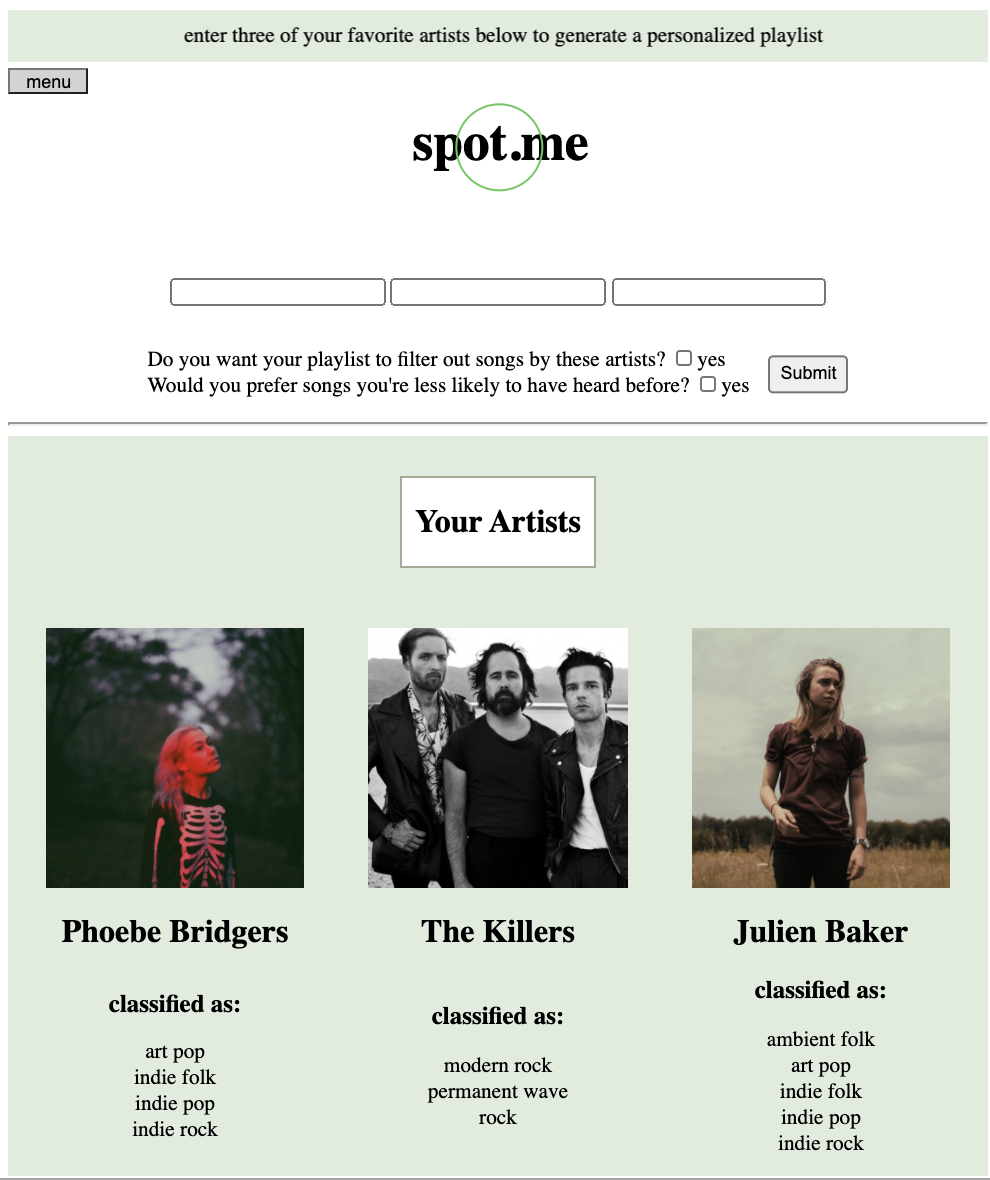 enter three of your favorite artists below to generate a personalized playlist
menu
spot.me
Do you want your playlist to filter out songs by these artists? yes
Would you prefer songs you're less likely to have heard before? yes
Submit
Your Artists
Phoebe Bridgers
classified as:
art pop
indie folk
indie pop
indie rock
The Killers
classified as:
modern rock
permanent wave
rock
Julien Baker
classified as:
ambient folk
art pop
indie folk
indie pop
indie rock